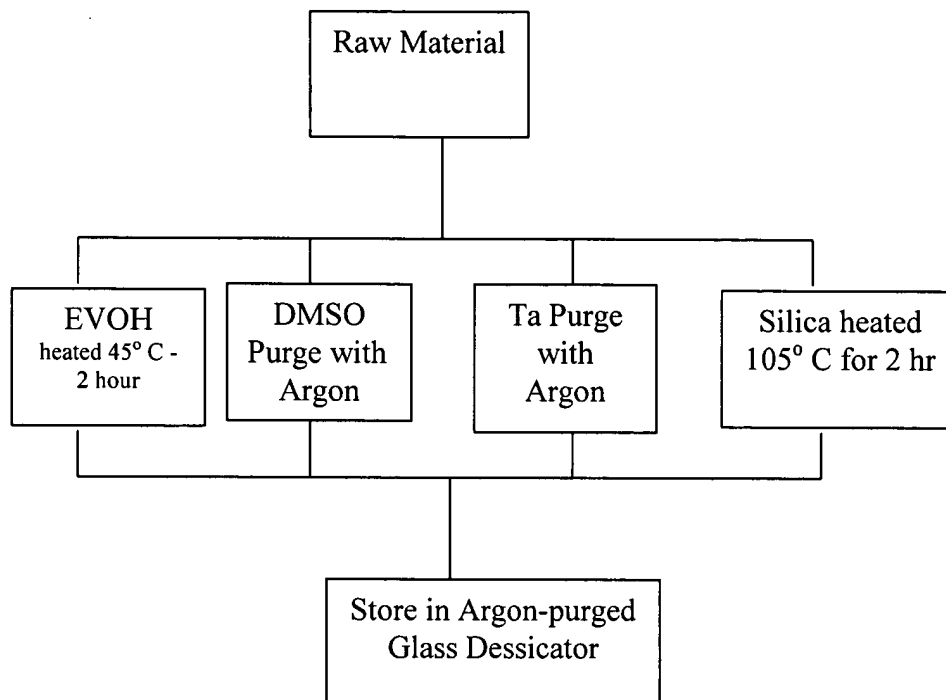 Raw Material
EVOH
heated 45° C -
2 hour
DMSO
Purge with
Argon
Ta Purge
with
Argon
Silica heated
105° C for 2 hr
Store in Argon-purged
Glass Dessicator